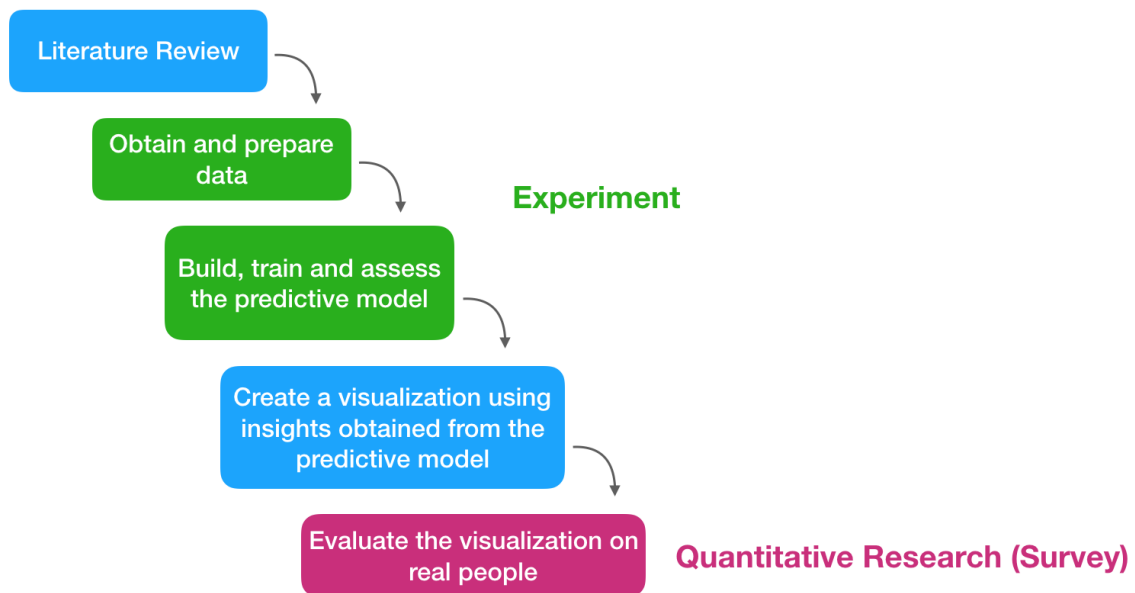 Literature Review
Obtain and prepare
data
Experiment
Build, train and assess
the predictive model
Create a visualization using
insights obtained from the
predictive model
Evaluate the visualization on
real people
Quantitative Research (Survey)